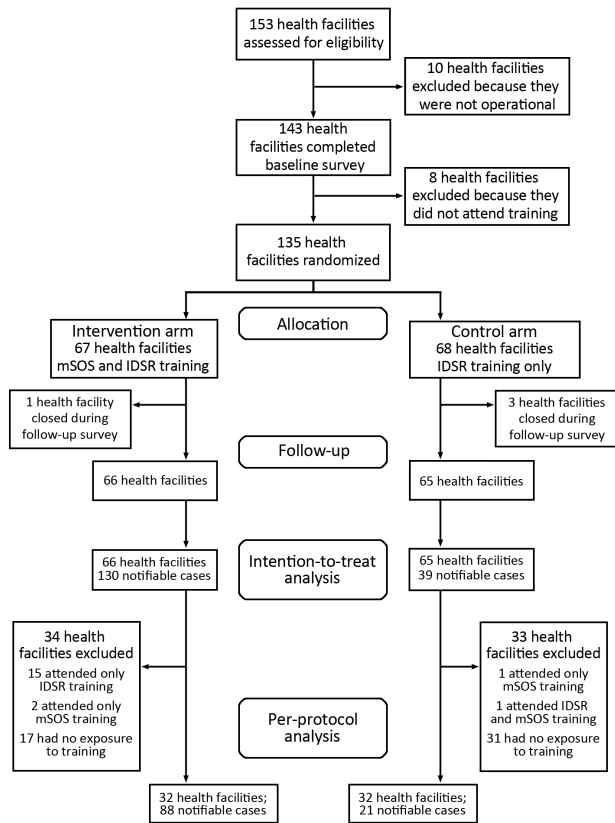 153 health facilities
assessed for eligibility
10 health facilities
excluded because they
were not operational
143 health
facilities completed
baseline survey
8 health facilities
excluded because they
did not attend training
135 health
facilities randomized
Allocation
Intervention arm
67 health facilities
mSOS and IDSR training
Control arm
68 health facilities
IDSR training only
1 health facility
closed during
follow-up survey
3 health facilities
closed during
follow-up survey
Follow-up
66 health facilities
65 health facilities
Intention-to-treat
analysis
66 health facilities
130 notifiable cases
65 health facilities
39 notifiable cases
34 health
facilities excluded
15 attended only
IDSR training
2 attended only
mSOS training
17 had no exposure
to training
33 health
facilities excluded
1 attended only
mSOS training
1 attended IDSR
and mSOS training
31 had no exposure
to training
Per-protocol
analysis
32 health facilities;
88 notifiable cases
32 health facilities;
21 notifiable cases